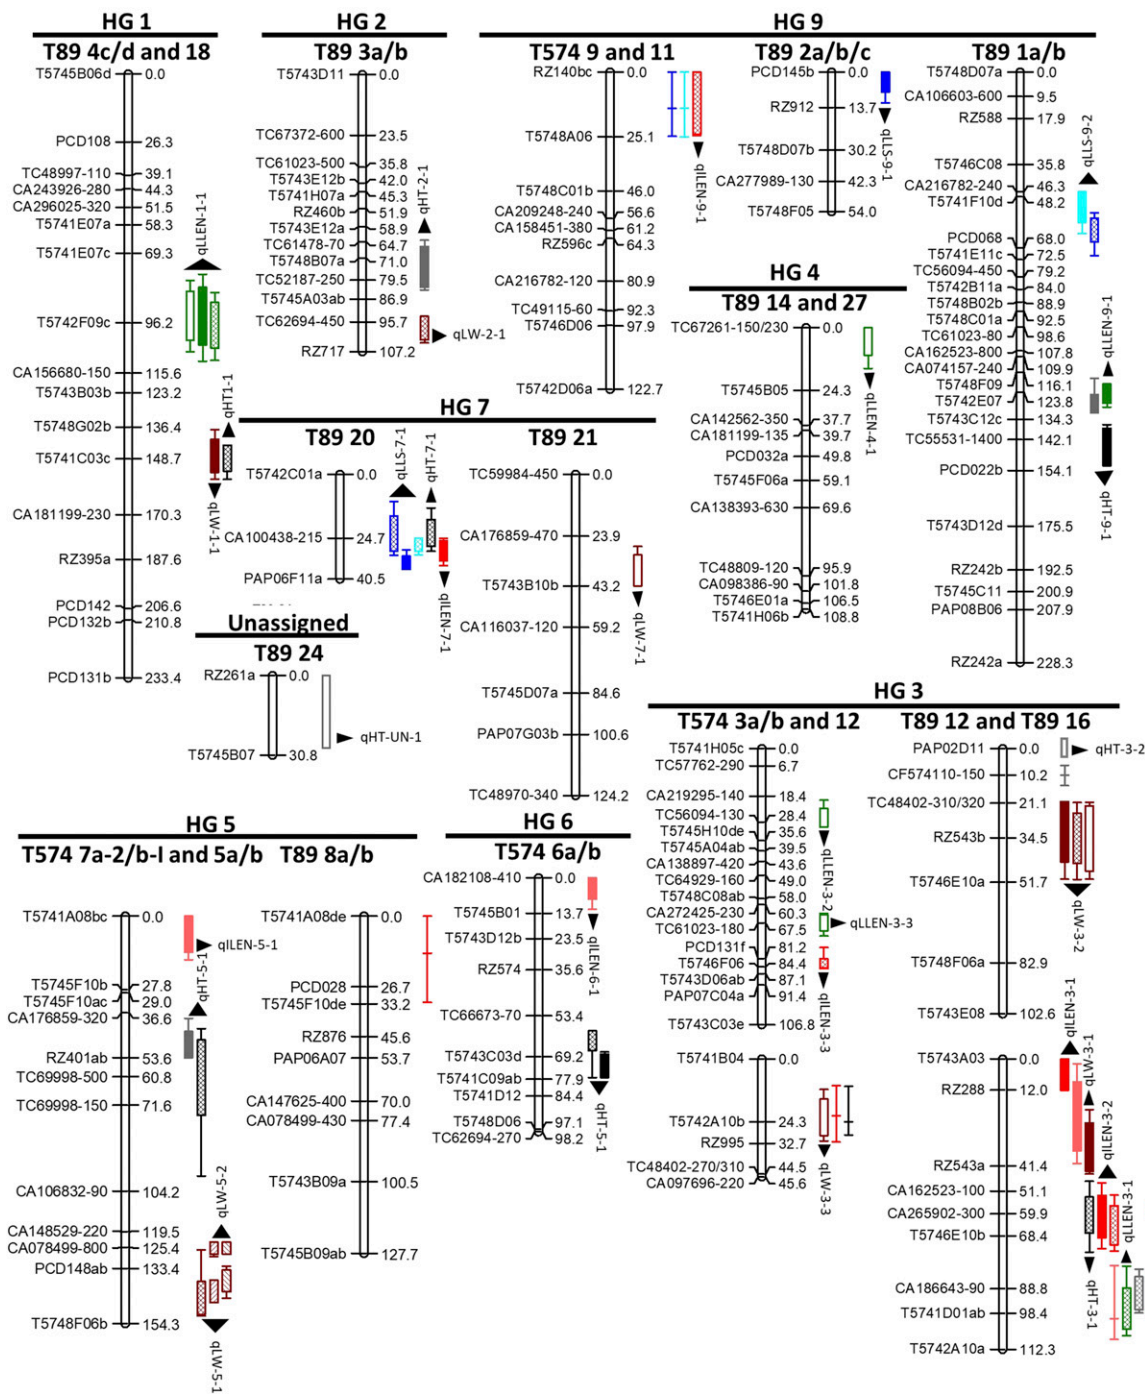 HG 1
T89 4c/d and 18
T5745B06d 0.0
PCD108 26.3
TC48997-110 39.1
CA243926-280 44.3
CA296025-320 51.5
T5741E07a 58.3
T5741E07c 69.3
T5742F09c 96.2
CA156680-150 115.6
T5743B03b 123.2
T5748G02b 136.4
T5741C03c 148.7
CA181199-230 170.3
RZ395a 187.6
PCD142 206.6
PCD132b 210.8
PCD131b 233.4
qLLEN-1-1
qHT1-1
qLW-1-1
HG 2
T89 3a/b
T5743D11 0.0
TC67372-600 23.5
TC61023-500 35.8
T5743E12b 42.0
T5741H07a 45.3
RZ460b 51.9
T5743E12a 58.9
TC61478-70 64.7
T5748B07a 71.0
TC52187-250 79.5
T5745A03ab 86.9
TC62694-450 95.7
RZ717 107.2
qHT-2-1
qLW-2-1
HG 9
T574 9 and 11
RZ140bc 0.0
T5748A06 25.1
T5748C01b 46.0
CA209248-240 56.6
CA158451-380 61.2
RZ596c 64.3
CA216782-120 80.9
TC49115-60 92.3
T5746D06 97.9
T5742D06a 122.7
qILEN-9-1
T89 2a/b/c
PCD145b 0.0
RZ912 13.7
T5748D07b 30.2
CA277989-130 42.3
T5748F05 54.0
qLLS-9-1
T89 1a/b
T5748D07a 0.0
CA106603-600 9.5
RZ588 17.9
T5746C08 35.8
CA216782-240 46.3
T5741F10d 48.2
PCD068 68.0
T5741E11c 72.5
TC56094-450 79.2
T5742B11a 84.0
T5748B02b 88.9
T5748C01a 92.5
TC61023-80 98.6
CA162523-800 107.8
CA074157-240 109.9
T5748F09 116.1
T5742E07 123.8
T5743C12c 134.3
TC55531-1400 142.1
PCD022b 154.1
T5743D12d 175.5
RZ242b 192.5
T5745C11 200.9
PAP08B06 207.9
RZ242a 228.3
qLLS-9-2
qLLEN-9-1
qHT-9-1
HG 4
T89 14 and 27
TC67261-150/230 0.0
T5745B05 24.3
CA142562-350 37.7
CA181199-135 39.7
PCD032a 49.8
T5745F06a 59.1
CA138393-630 69.6
TC48809-120 95.9
CA098386-90 101.8
T5746E01a 106.5
T5741H06b 108.8
qLLEN-4-1
HG 7
T89 20
T5742C01a 0.0
CA100438-215 24.7
PAP06F11a 40.5
qLLS-7-1
qHT-7-1
qILEN-7-1
T89 21
TC59984-450 0.0
CA176859-470 23.9
T5743B10b 43.2
CA116037-120 59.2
T5745D07a 84.6
PAP07G03b 100.6
TC48970-340 124.2
qLW-7-1
Unassigned
T89 24
RZ261a 0.0
T5745B07 30.8
qHT-UN-1
HG 3
T574 3a/b and 12
T5741H05c 0.0
TC57762-290 6.7
CA219295-140 18.4
TC56094-130 28.4
T5745H10de 35.6
T5745A04ab 39.5
CA138897-420 43.6
TC64929-160 49.0
T5748C08ab 58.0
CA272425-230 60.3
TC61023-180 67.5
PCD131f 81.2
T5746F06 84.4
T5743D06ab 87.1
PAP07C04a 91.4
T5743C03e 106.8
qLLEN-3-2
qLLEN-3-3
qILEN-3-3
T5741B04 0.0
T5742A10b 24.3
RZ995 32.7
TC48402-270/310 44.5
CA097696-220 45.6
qLW-3-3
T89 12 and T89 16
PAP02D11 0.0
CF574110-150 10.2
TC48402-310/320 21.1
RZ543b 34.5
T5746E10a 51.7
T5748F06a 82.9
T5743E08 102.6
qHT-3-2
qLW-3-2
T5743A03 0.0
RZ288 12.0
RZ543a 41.4
CA162523-100 51.1
CA265902-300 59.9
T5746E10b 68.4
CA186643-90 88.8
T5741D01ab 98.4
T5742A10a 112.3
qILEN-3-1
qLW-3-1
qILEN-3-2
qLLEN-3-1
qHT-3-1
HG 5
T574 7a-2/b-I and 5a/b
T5741A08bc 0.0
T5745F10b 27.8
T5745F10ac 29.0
CA176859-320 36.6
RZ401ab 53.6
TC69998-500 60.8
TC69998-150 71.6
CA106832-90 104.2
CA148529-220 119.5
CA078499-800 125.4
PCD148ab 133.4
T5748F06b 154.3
qILEN-5-1
qHT-5-1
qLW-5-2
qLW-5-1
T89 8a/b
T5741A08de 0.0
PCD028 26.7
T5745F10de 33.2
RZ876 45.6
PAP06A07 53.7
CA147625-400 70.0
CA078499-430 77.4
T5743B09a 100.5
T5745B09ab 127.7
HG 6
T574 6a/b
CA182108-410 0.0
T5745B01 13.7
T5743D12b 23.5
RZ574 35.6
TC66673-70 53.4
T5743C03d 69.2
T5741C09ab 77.9
T5741D12 84.4
T5748D06 97.1
TC62694-270 98.2
qILEN-6-1
qHT-5-1